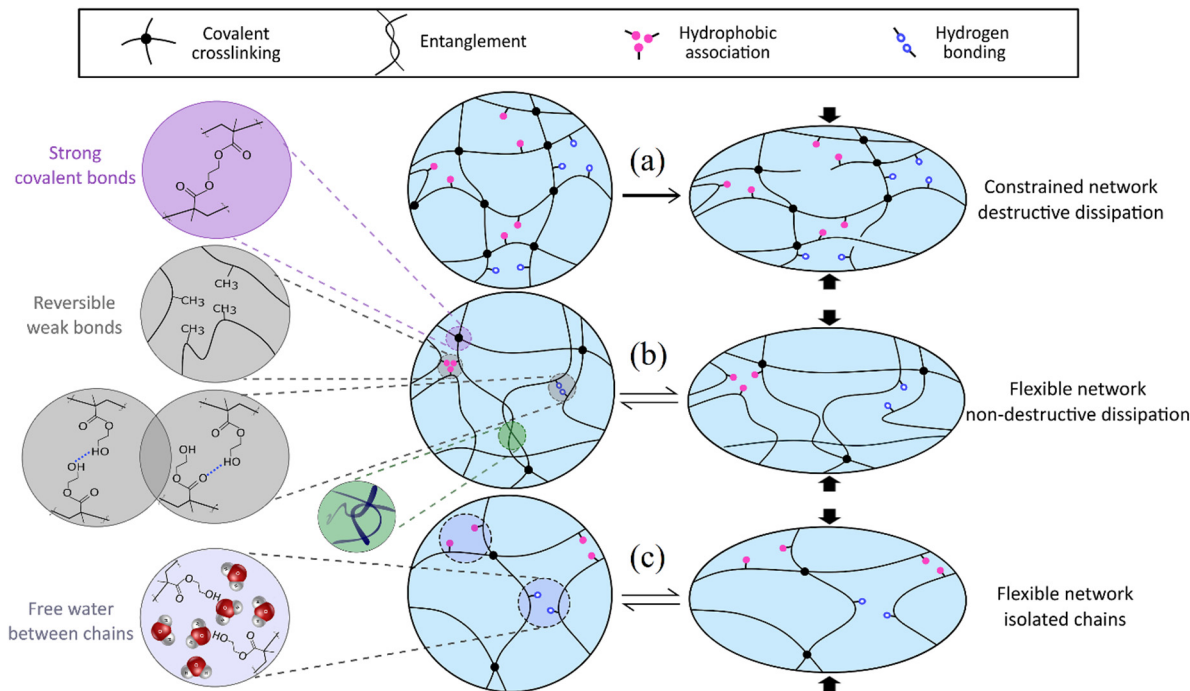 Covalent
crosslinking
Entanglement
Hydrophobic
association
Hydrogen
bonding
Strong
covalent bonds
O
O
O
O
(a)
Constrained network
destructive dissipation
Reversible
weak bonds
CH3
CH3
CH3
CH3
(b)
Flexible network
non-destructive dissipation
O
O
HO
OH
O
O
O
O
OH
HO
O
O
(c)
Flexible network
isolated chains
Free water
between chains
O
O
OH
HO
O
O